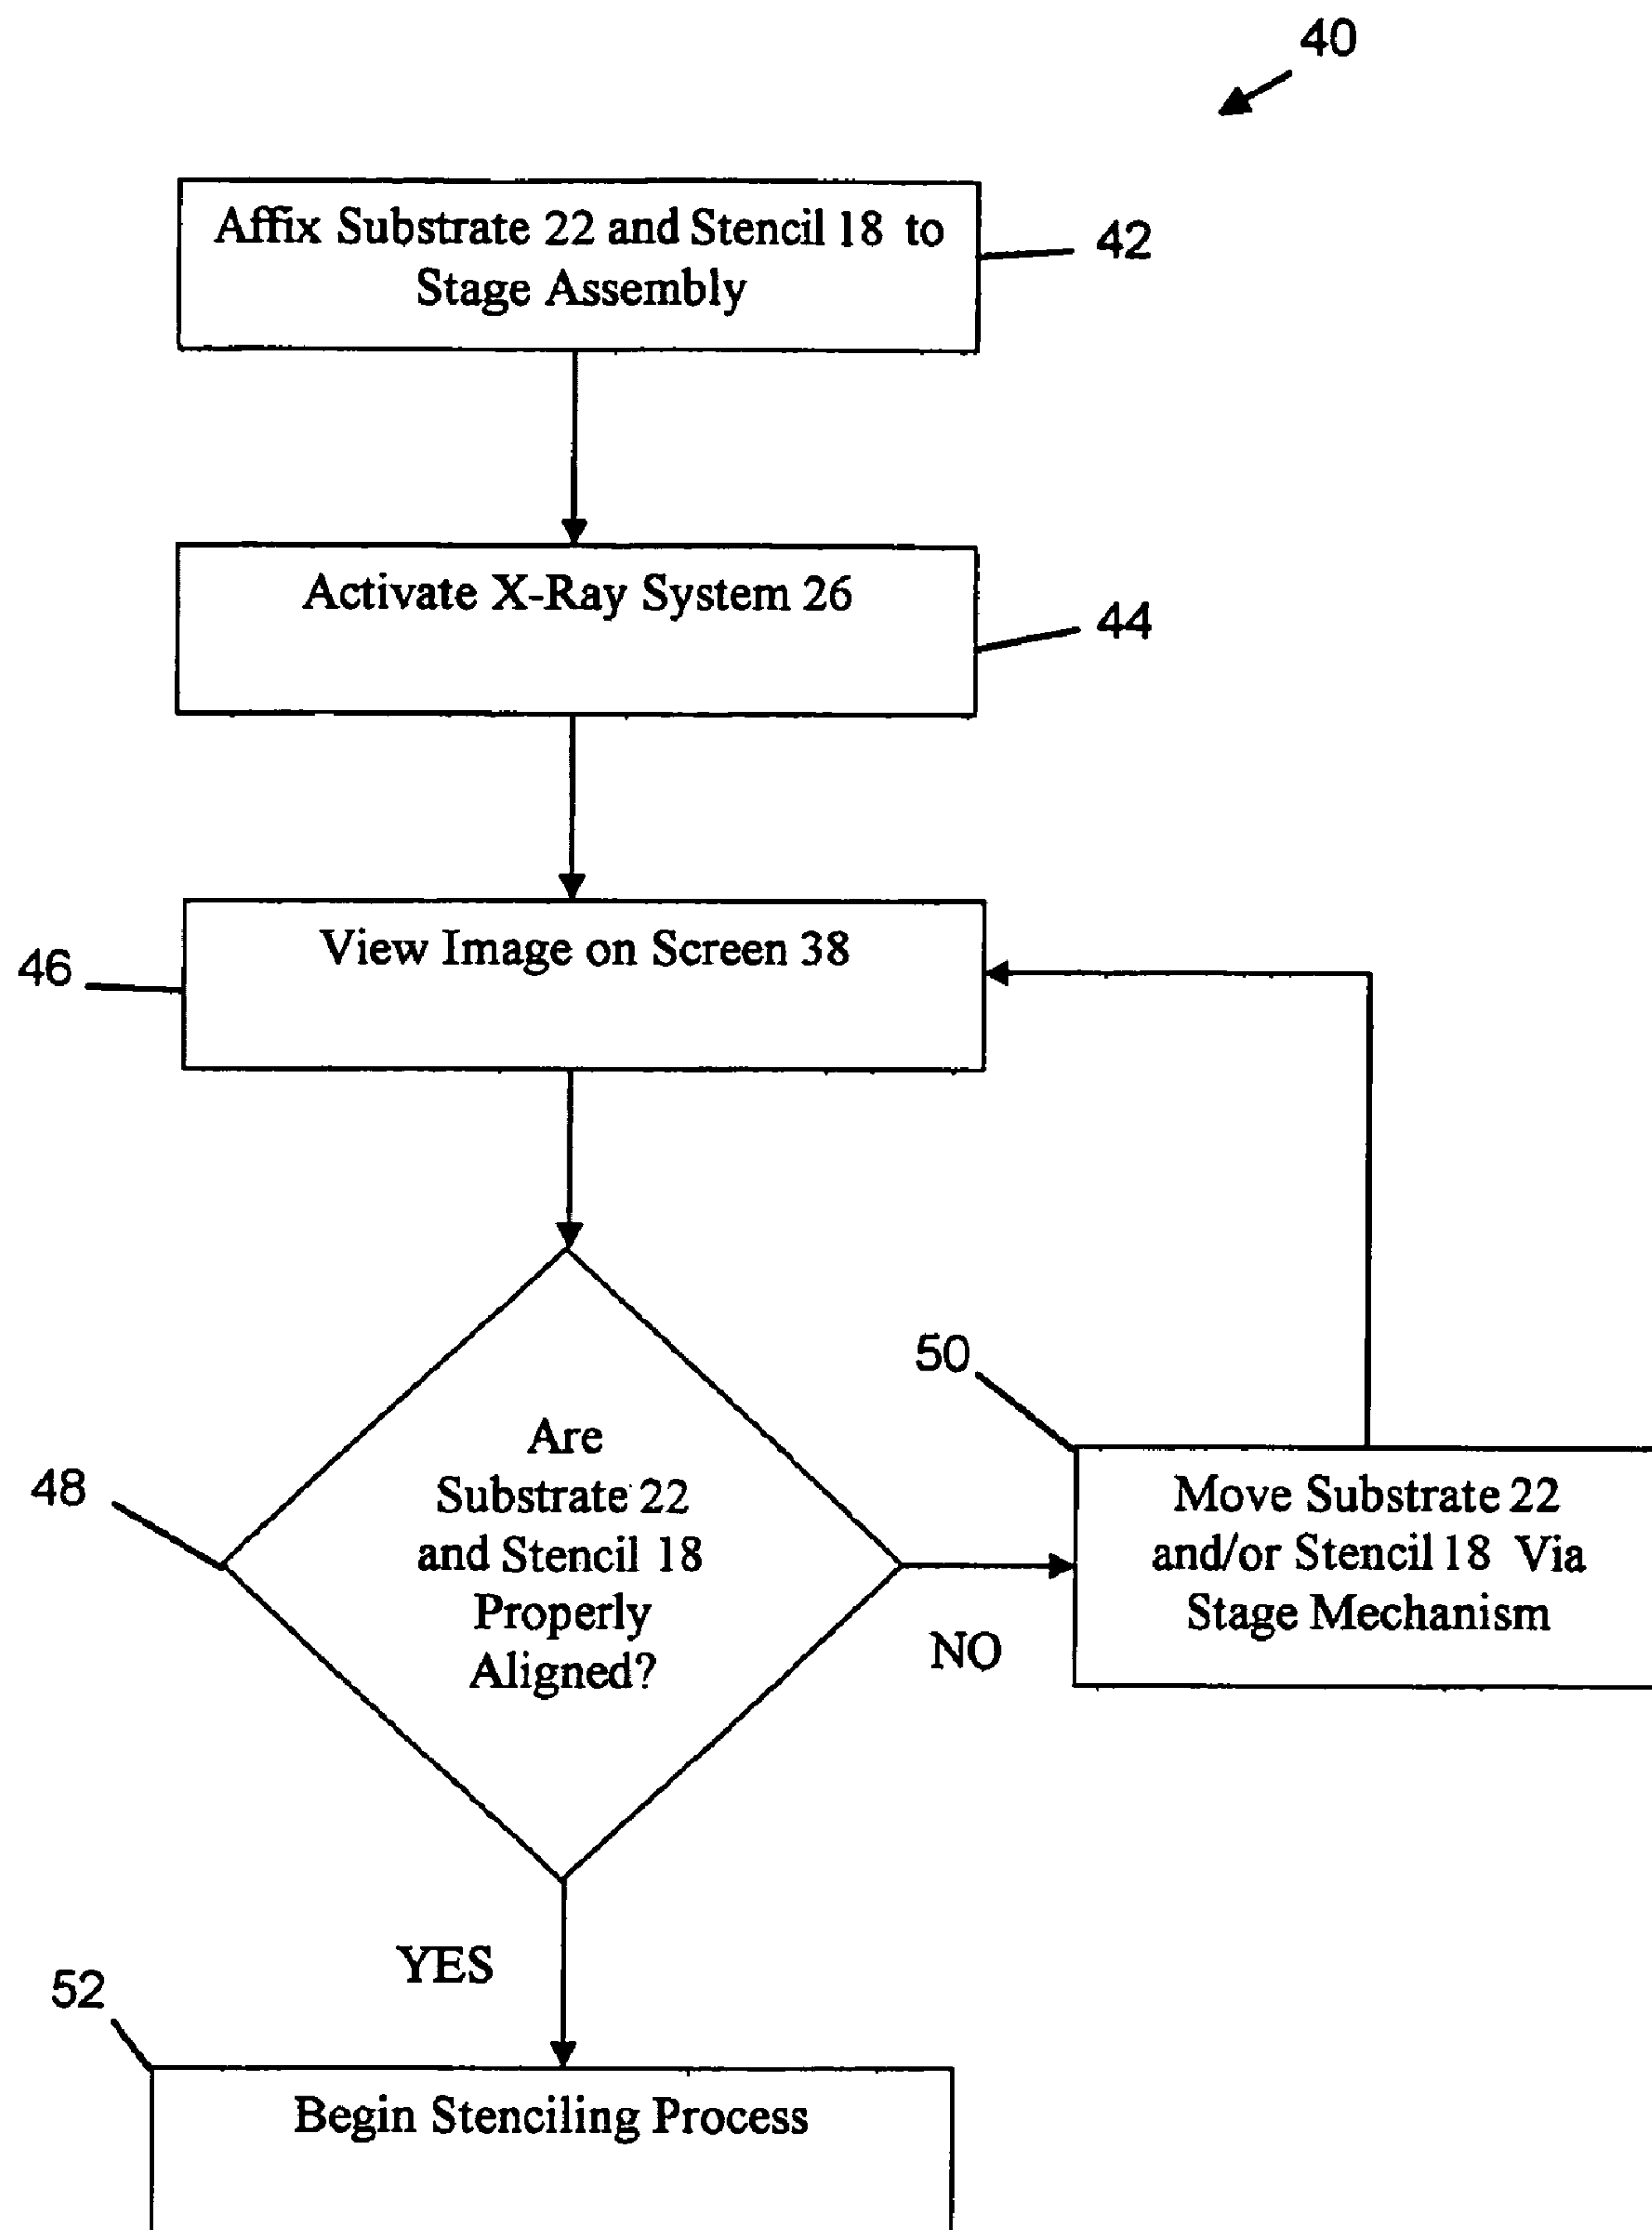 40
Affix Substrate 22 and Stencil 18 to
Stage Assembly
42
Activate X-Ray System 26
44
View Image on Screen 38
46
Are
Substrate 22
and Stencil 18
Properly
Aligned?
48
NO
50
Move Substrate 22
and/or Stencil 18 Via
Stage Mechanism
YES
52
Begin Stenciling Process